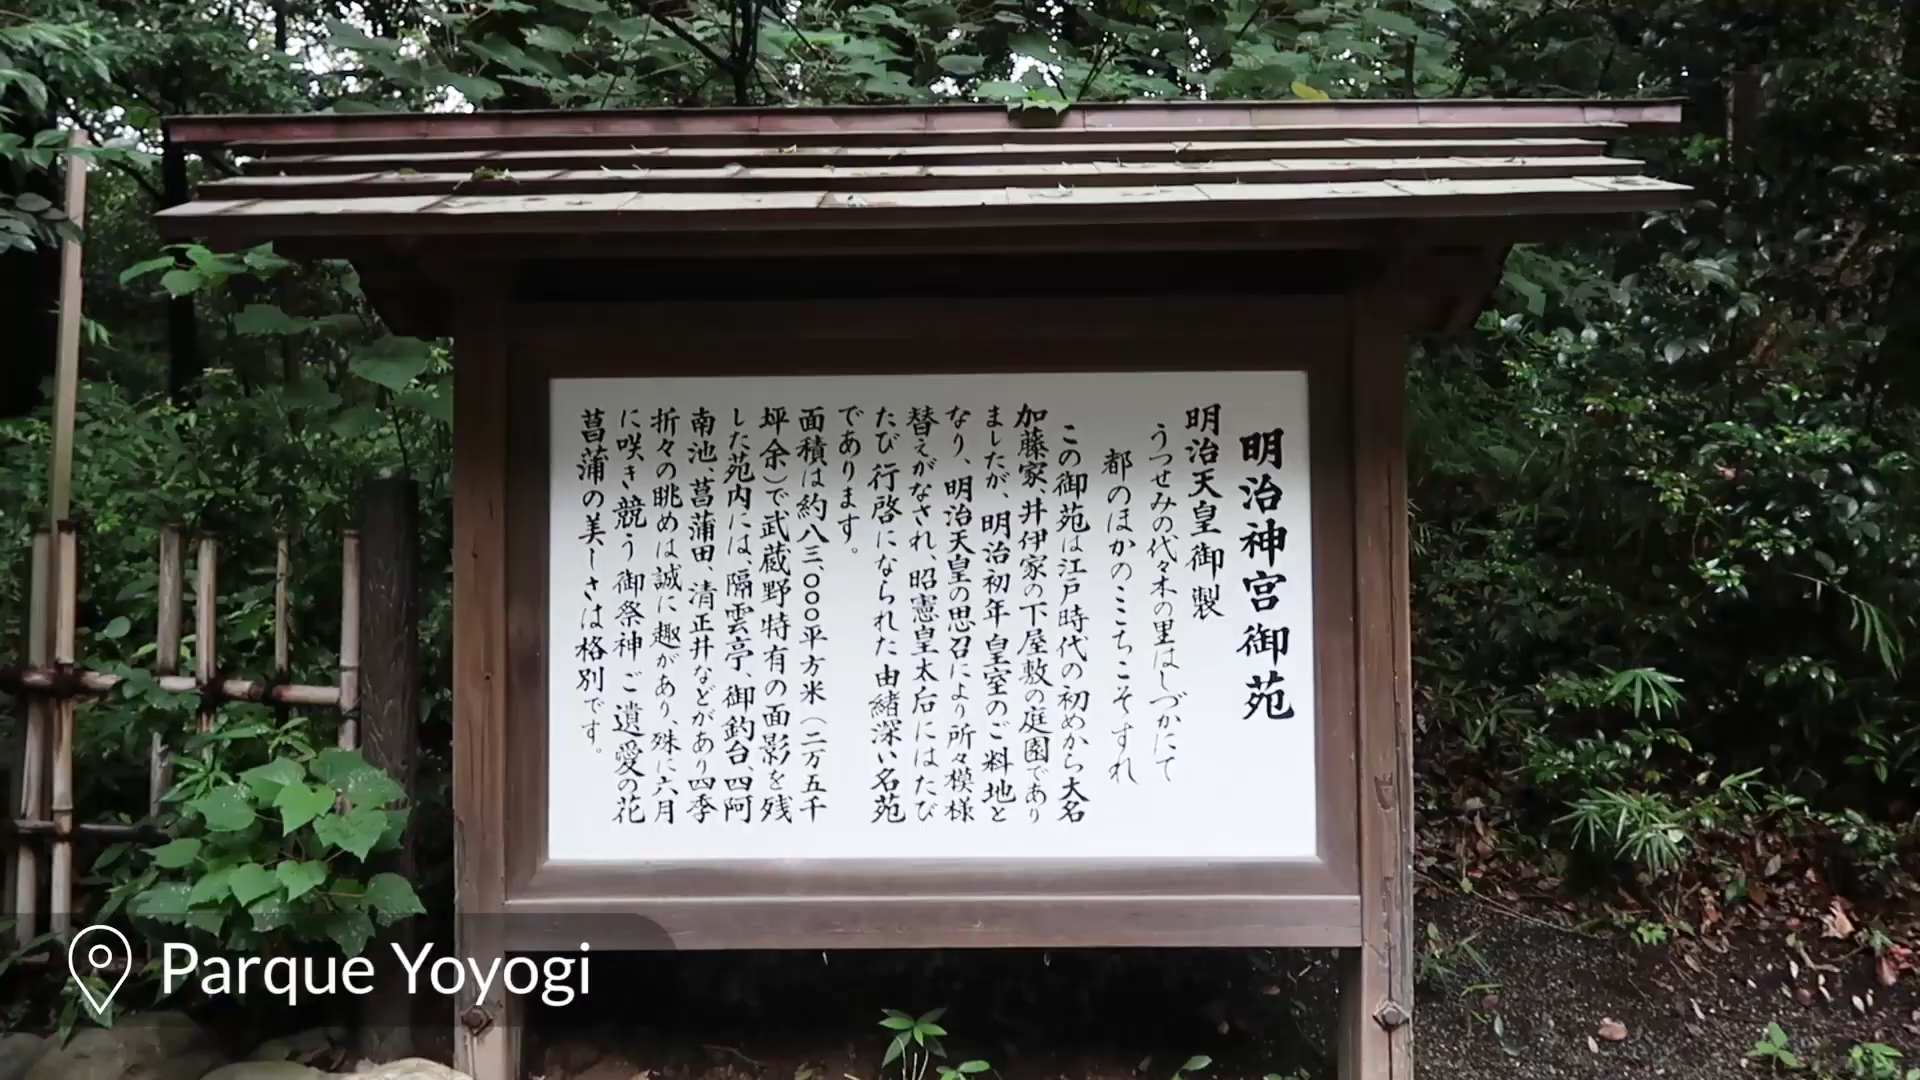 明治神宮御苑
明治天皇御製
うつせみの代々木の里はしづかにて
都のほかのこゝちこそすれ
この御苑は江戸時代の初めから大名
加藤家、井伊家の下屋敷の庭園であり
ましたが、明治初年皇室のご料地と
なり、明治天皇の思召により所々模様
替えがなされ、昭憲皇太后にはたび
たび行啓になられた由緒深い名苑
であります。
面積は約八三、〇〇〇平方米（二万五千
坪余）で武蔵野特有の面影を残
した苑内には、隔雲亭、御釣台、四阿
南池、菖蒲田、清正井などがあり四季
折々の眺めは誠に趣があり、殊に六月
に咲き競う御祭神ご遺愛の花
菖蒲の美しさは格別です。
Parque Yoyogi